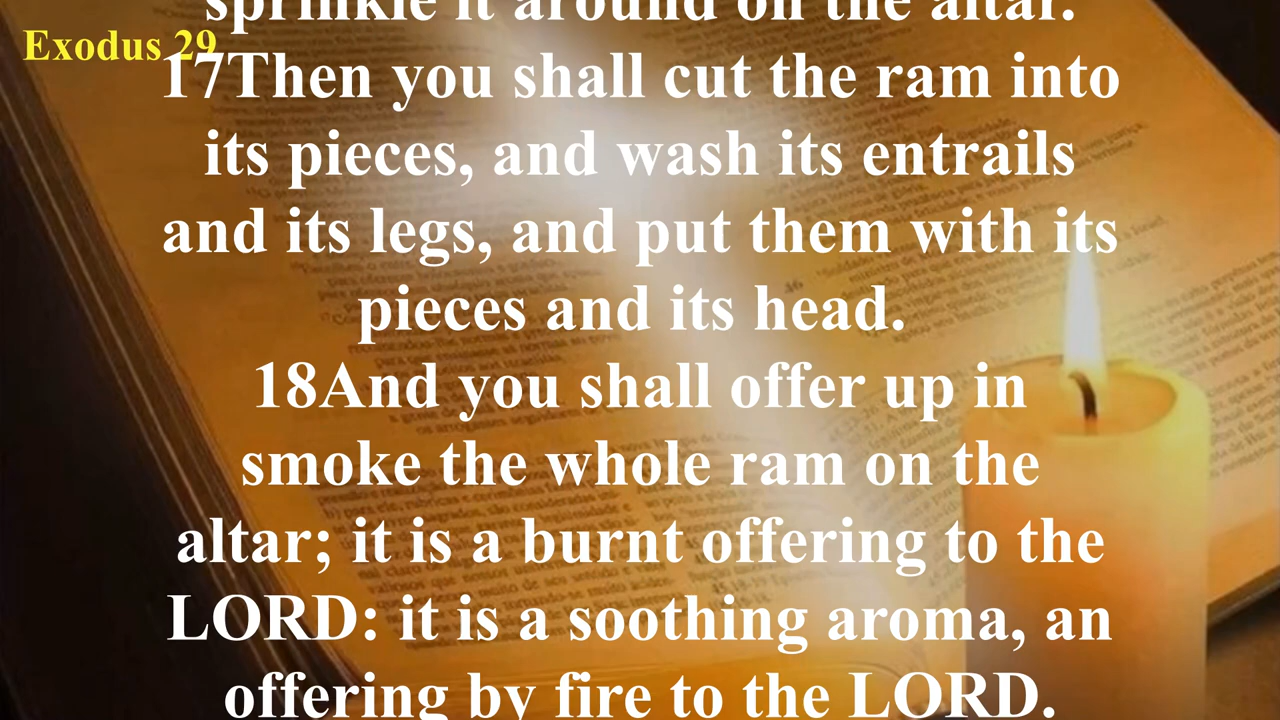 sprinkle it around on the altar.
Exodus 29
17Then you shall cut the ram into
its pieces, and wash its entrails
and its legs, and put them with its
pieces and its head.
18And you shall offer up in
smoke the whole ram on the
altar; it is a burnt offering to the
LORD: it is a soothing aroma, an
offering by fire to the LORD.